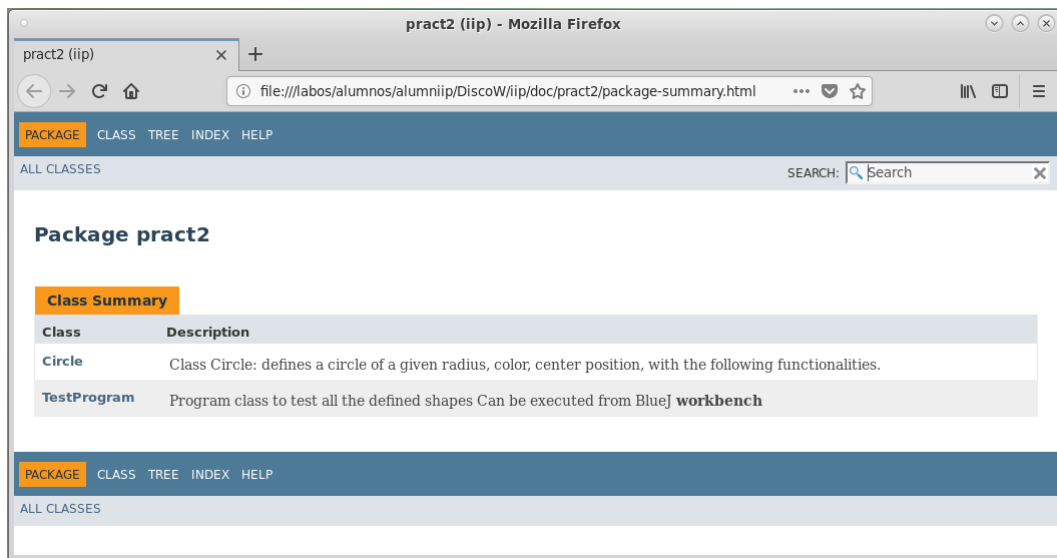 pract2 (iip) - Mozilla Firefox
pract2 (iip)
file:///labos/alumnos/alumniip/DiscoW/iip/doc/pract2/package-summary.html
PACKAGE CLASS TREE INDEX HELP
ALL CLASSES SEARCH: Search
Package pract2
Class Summary
Class Description
Circle Class Circle: defines a circle of a given radius, color, center position, with the following functionalities.
TestProgram Program class to test all the defined shapes Can be executed from BlueJ workbench
PACKAGE CLASS TREE INDEX HELP
ALL CLASSES